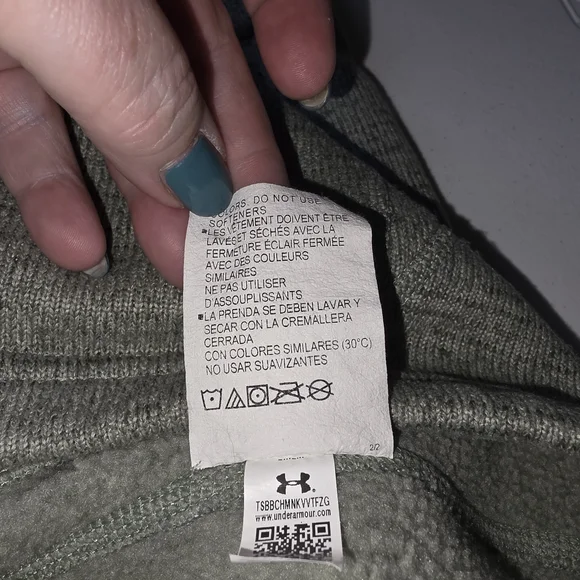 COLORS. DO NOT USE
SOFTENERS
▪LES VÊTEMENT DOIVENT ÊTRE
LAVÉS ET SÉCHÉS AVEC LA
FERMETURE ÉCLAIR FERMÉE
AVEC DES COULEURS
SIMILAIRES
NE PAS UTILISER
D'ASSOUPLISSANTS
▪LA PRENDA SE DEBEN LAVAR Y
SECAR CON LA CREMALLERA
CERRADA
CON COLORES SIMILARES (30°C)
NO USAR SUAVIZANTES
2/2
TSBBCHMNKVVTFZG
www.underarmour.com